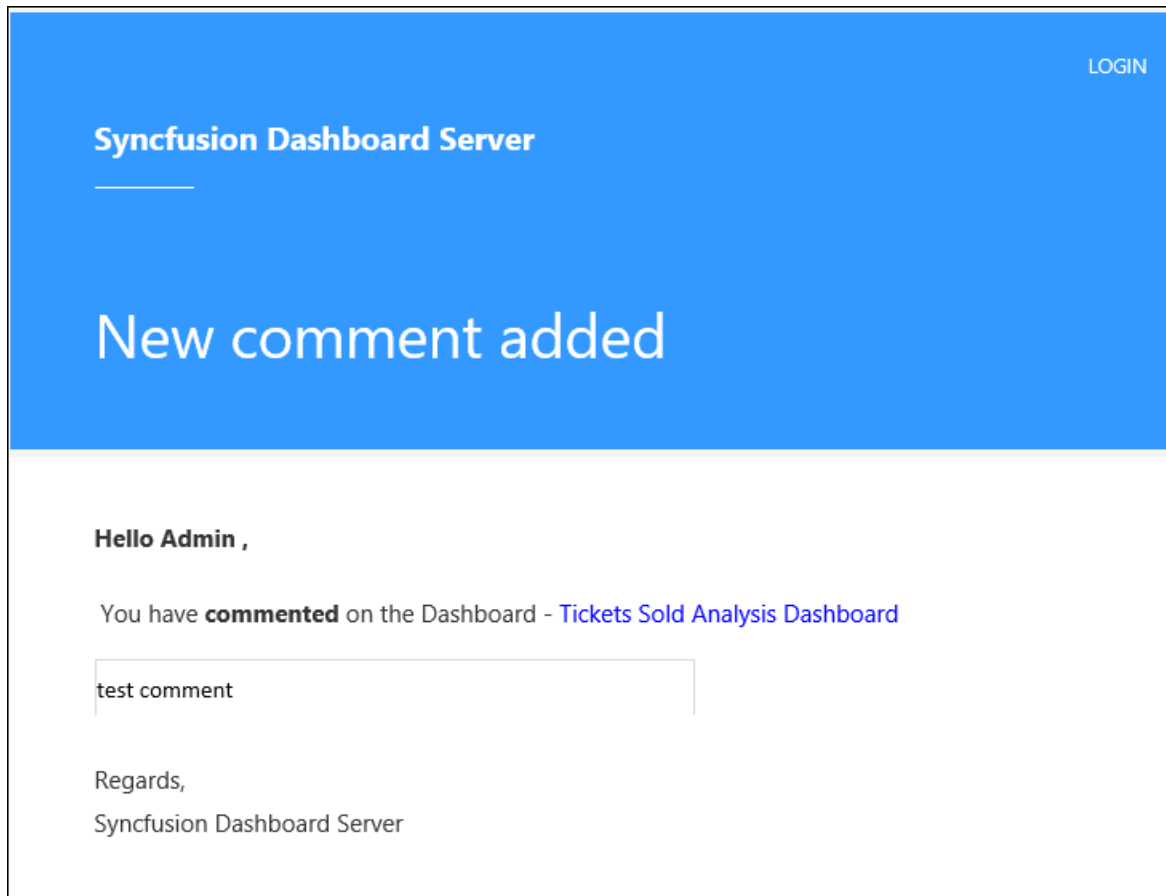 LOGIN
Syncfusion Dashboard Server
New comment added
Hello Admin ,
You have commented on the Dashboard - Tickets Sold Analysis Dashboard
test comment
Regards,
Syncfusion Dashboard Server